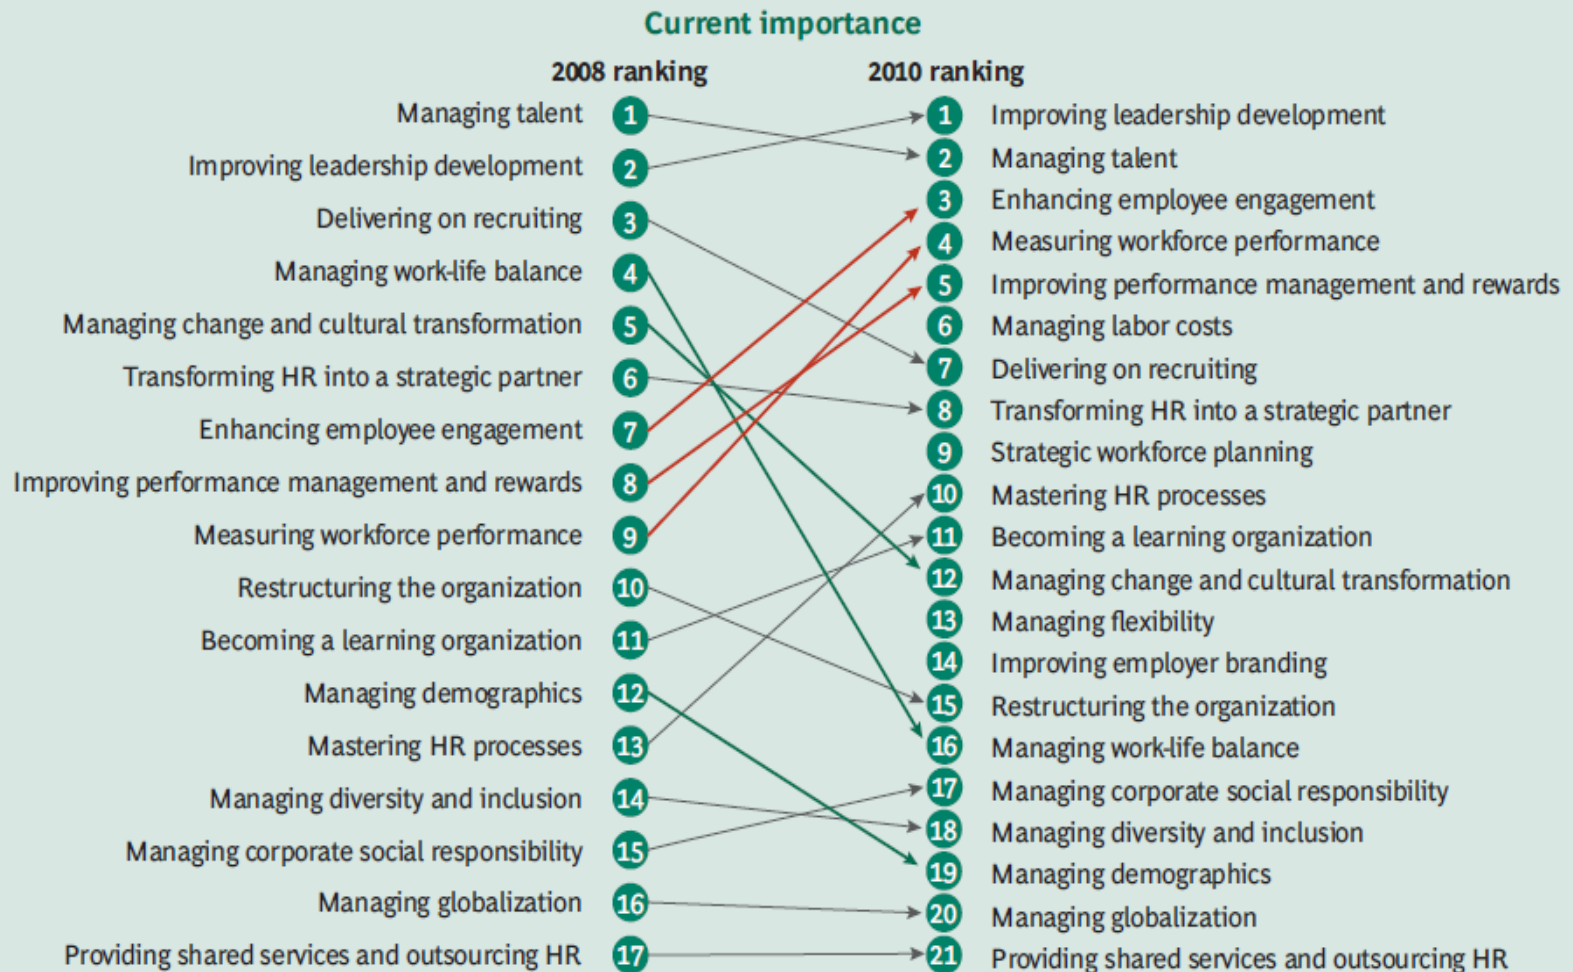 Current importance
2008 ranking
2010 ranking
Managing talent 1
Improving leadership development 2
Delivering on recruiting 3
Managing work-life balance 4
Managing change and cultural transformation 5
Transforming HR into a strategic partner 6
Enhancing employee engagement 7
Improving performance management and rewards 8
Measuring workforce performance 9
Restructuring the organization 10
Becoming a learning organization 11
Managing demographics 12
Mastering HR processes 13
Managing diversity and inclusion 14
Managing corporate social responsibility 15
Managing globalization 16
Providing shared services and outsourcing HR 17
1 Improving leadership development
2 Managing talent
3 Enhancing employee engagement
4 Measuring workforce performance
5 Improving performance management and rewards
6 Managing labor costs
7 Delivering on recruiting
8 Transforming HR into a strategic partner
9 Strategic workforce planning
10 Mastering HR processes
11 Becoming a learning organization
12 Managing change and cultural transformation
13 Managing flexibility
14 Improving employer branding
15 Restructuring the organization
16 Managing work-life balance
17 Managing corporate social responsibility
18 Managing diversity and inclusion
19 Managing demographics
20 Managing globalization
21 Providing shared services and outsourcing HR